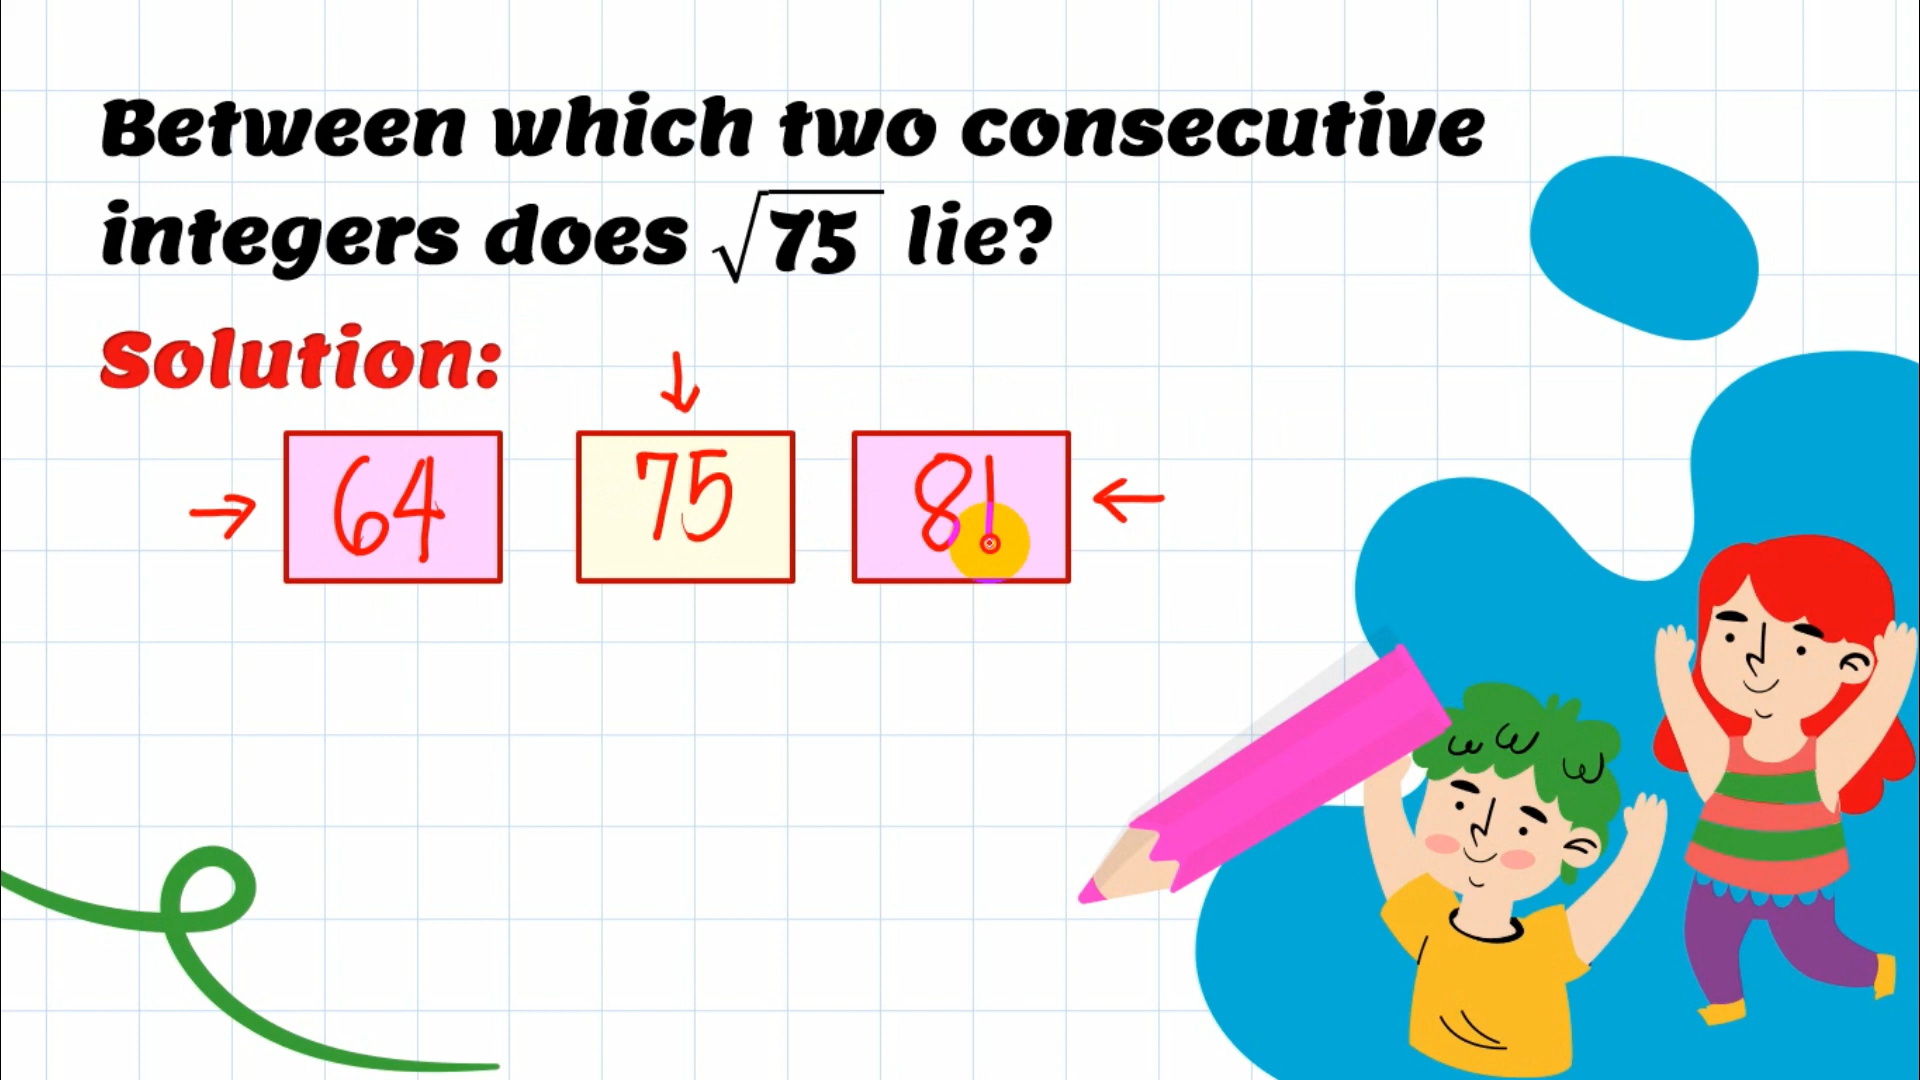 Between which two consecutive
integers does √75 lie?
Solution:
64 75 81